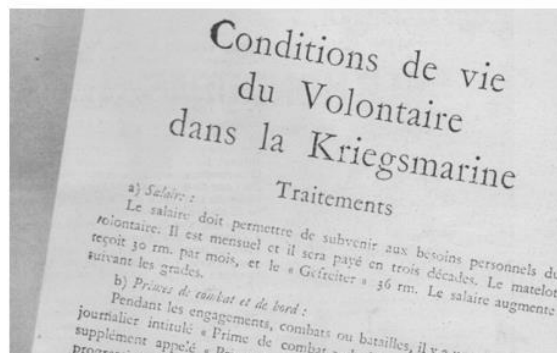 Conditions de vie
du Volontaire
dans la Kriegsmarine
Traitements
a) Salaire :
Le salaire doit permettre de subvenir aux besoins personnels du
volontaire. Il est mensuel et il sera payé en trois décades. Le matelot
reçoit 30 rm. par mois, et le « Gefreiter » 36 rm. Le salaire augmente
suivant les grades.
b) Primes de combat et de bord :
Pendant les engagements, combats ou batailles, il y a
journalier intitulé « Prime de combat
supplément appelé